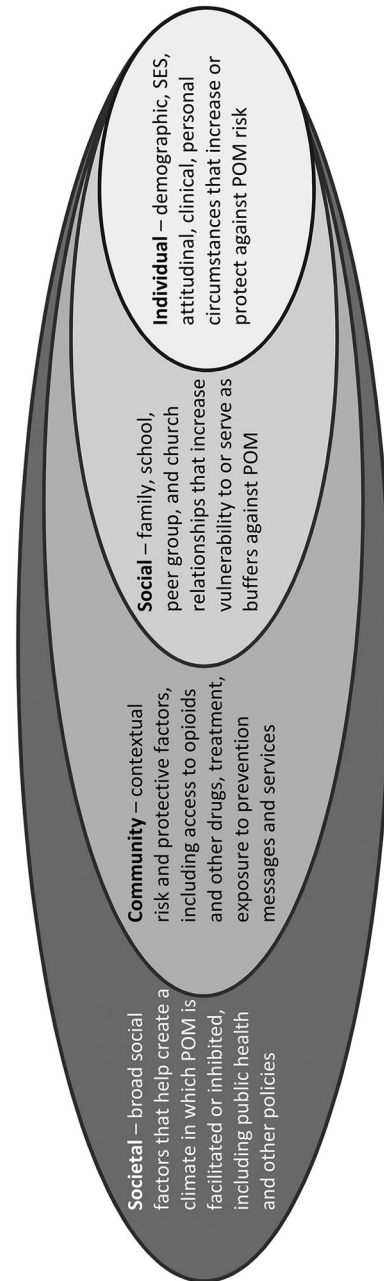 Societal – broad social
factors that help create a
climate in which POM is
facilitated or inhibited,
including public health
and other policies
Community – contextual
risk and protective factors,
including access to opioids
and other drugs, treatment,
exposure to prevention
messages and services
Social – family, school,
peer group, and church
relationships that increase
vulnerability to or serve as
buffers against POM
Individual – demographic, SES,
attitudinal, clinical, personal
circumstances that increase or
protect against POM risk